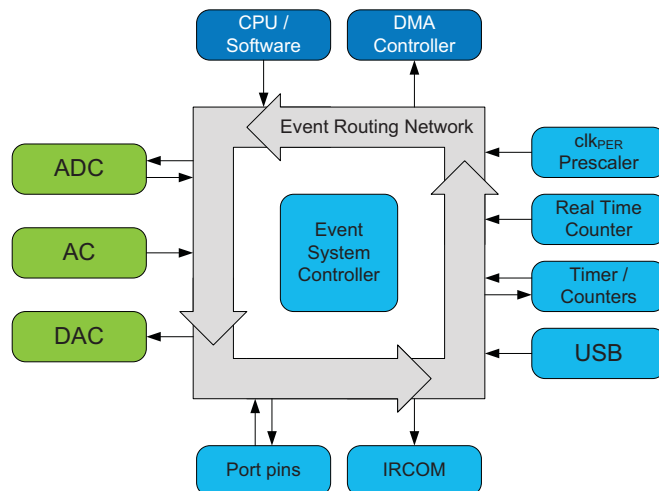 CPU /
Software
DMA
Controller
Event Routing Network
ADC
AC
DAC
Event
System
Controller
clkPER
Prescaler
Real Time
Counter
Timer /
Counters
USB
Port pins
IRCOM